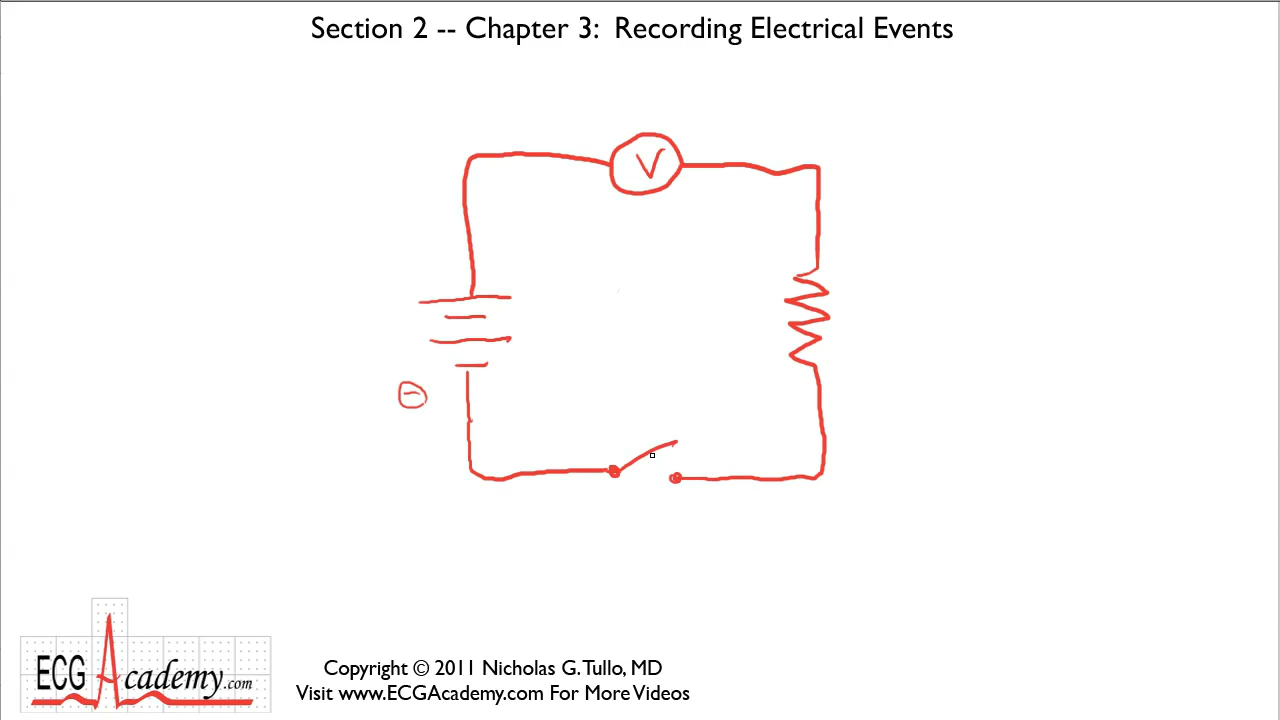 Section 2 -- Chapter 3: Recording Electrical Events
V
−
ECG Academy.com
Copyright © 2011 Nicholas G. Tullo, MD
Visit www.ECGAcademy.com For More Videos